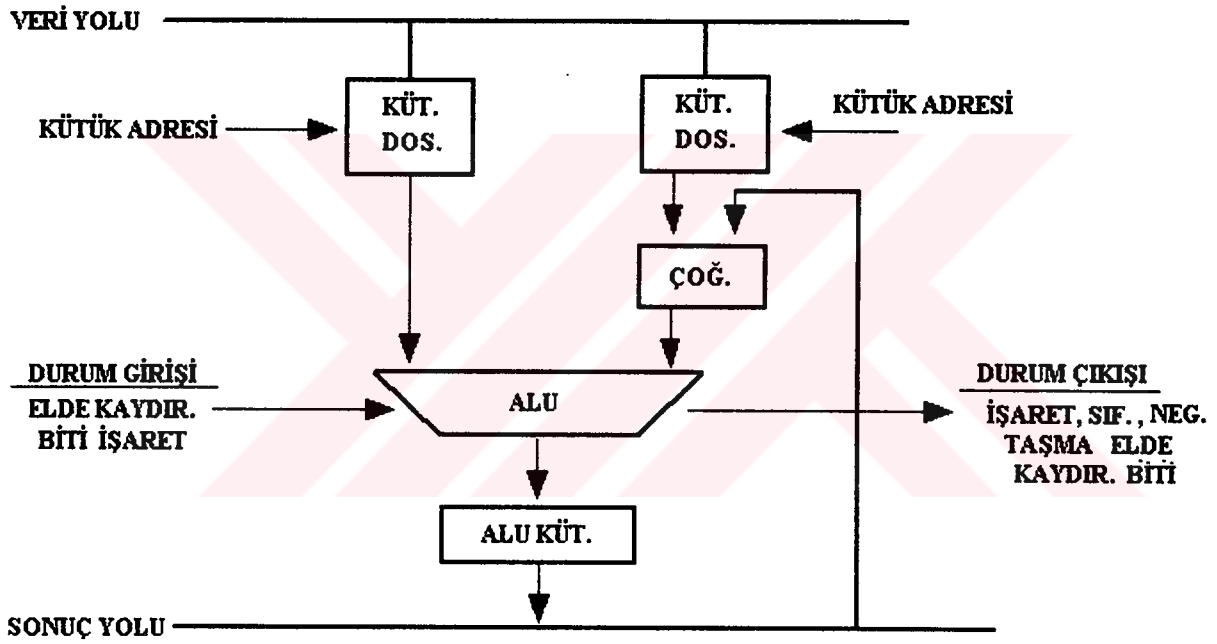 VERİ YOLU
KÜT.
DOS.
KÜT.
DOS.
KÜTÜK ADRESİ
KÜTÜK ADRESİ
ÇOĞ.
DURUM GİRİŞİ
ELDE KAYDIR.
BİTİ İŞARET
ALU
DURUM ÇIKIŞI
İŞARET, SIF. , NEG.
TAŞMA ELDE
KAYDIR. BİTİ
ALU KÜT.
SONUÇ YOLU